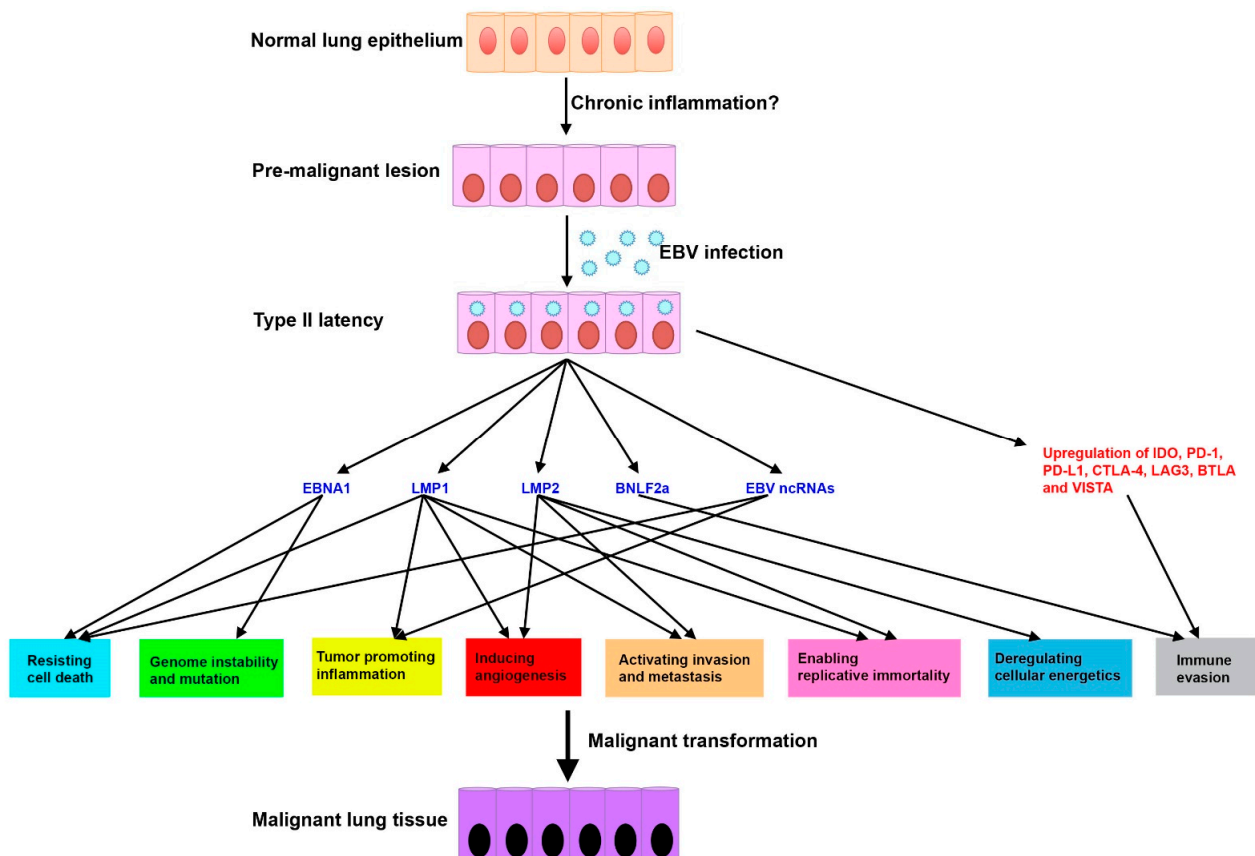 Normal lung epithelium
Chronic inflammation?
Pre-malignant lesion
EBV infection
Type II latency
Upregulation of IDO, PD-1,
PD-L1, CTLA-4, LAG3, BTLA
and VISTA
EBNA1
LMP1
LMP2
BNLF2a
EBV ncRNAs
Resisting
cell death
Genome instability
and mutation
Tumor promoting
inflammation
Inducing
angiogenesis
Activating invasion
and metastasis
Enabling
replicative immortality
Deregulating
cellular energetics
Immune
evasion
Malignant transformation
Malignant lung tissue